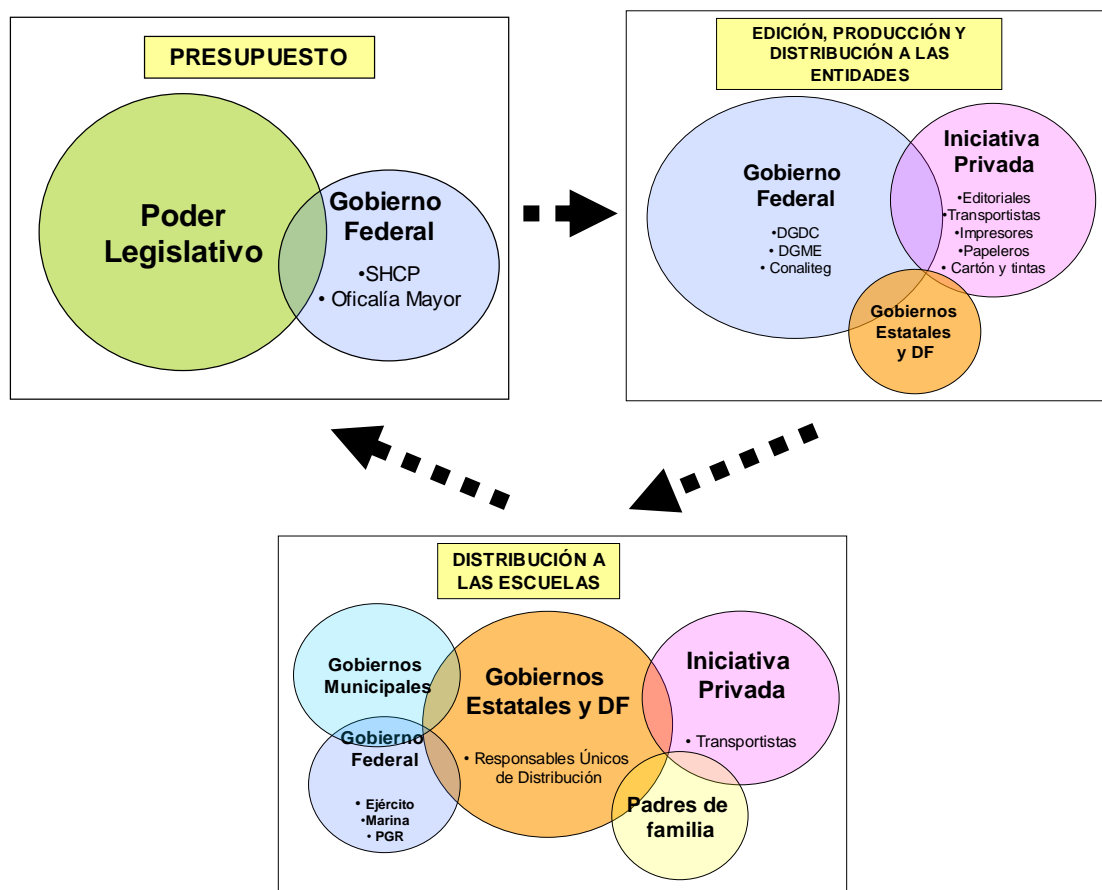 PRESUPUESTO
Poder
Legislativo
Gobierno
Federal
•SHCP
• Oficalía Mayor
EDICIÓN, PRODUCCIÓN Y
DISTRIBUCIÓN A LAS
ENTIDADES
Gobierno
Federal
•DGDC
• DGME
• Conaliteg
Iniciativa
Privada
•Editoriales
•Transportistas
•Impresores
•Papeleros
• Cartón y tintas
Gobiernos
Estatales
y DF
DISTRIBUCIÓN A
LAS ESCUELAS
Gobiernos
Municipales
Gobierno
Federal
• Ejército
•Marina
• PGR
Gobiernos
Estatales y DF
• Responsables Únicos
de Distribución
Iniciativa
Privada
• Transportistas
Padres de
familia